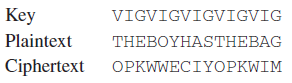 Key VIGVIGVIGVIGVIG
Plaintext THEBOYHASTHEBAG
Ciphertext OPKWWECIYOPKWIM